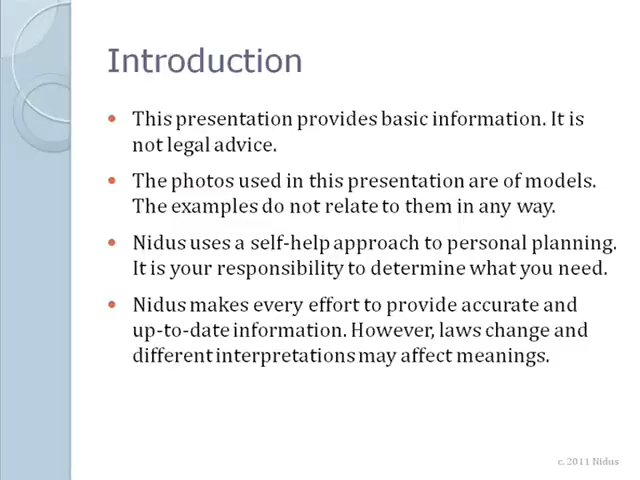 Introduction
• This presentation provides basic information. It is
not legal advice.
• The photos used in this presentation are of models.
The examples do not relate to them in any way.
• Nidus uses a self-help approach to personal planning.
It is your responsibility to determine what you need.
• Nidus makes every effort to provide accurate and
up-to-date information. However, laws change and
different interpretations may affect meanings.
c. 2011 Nidus